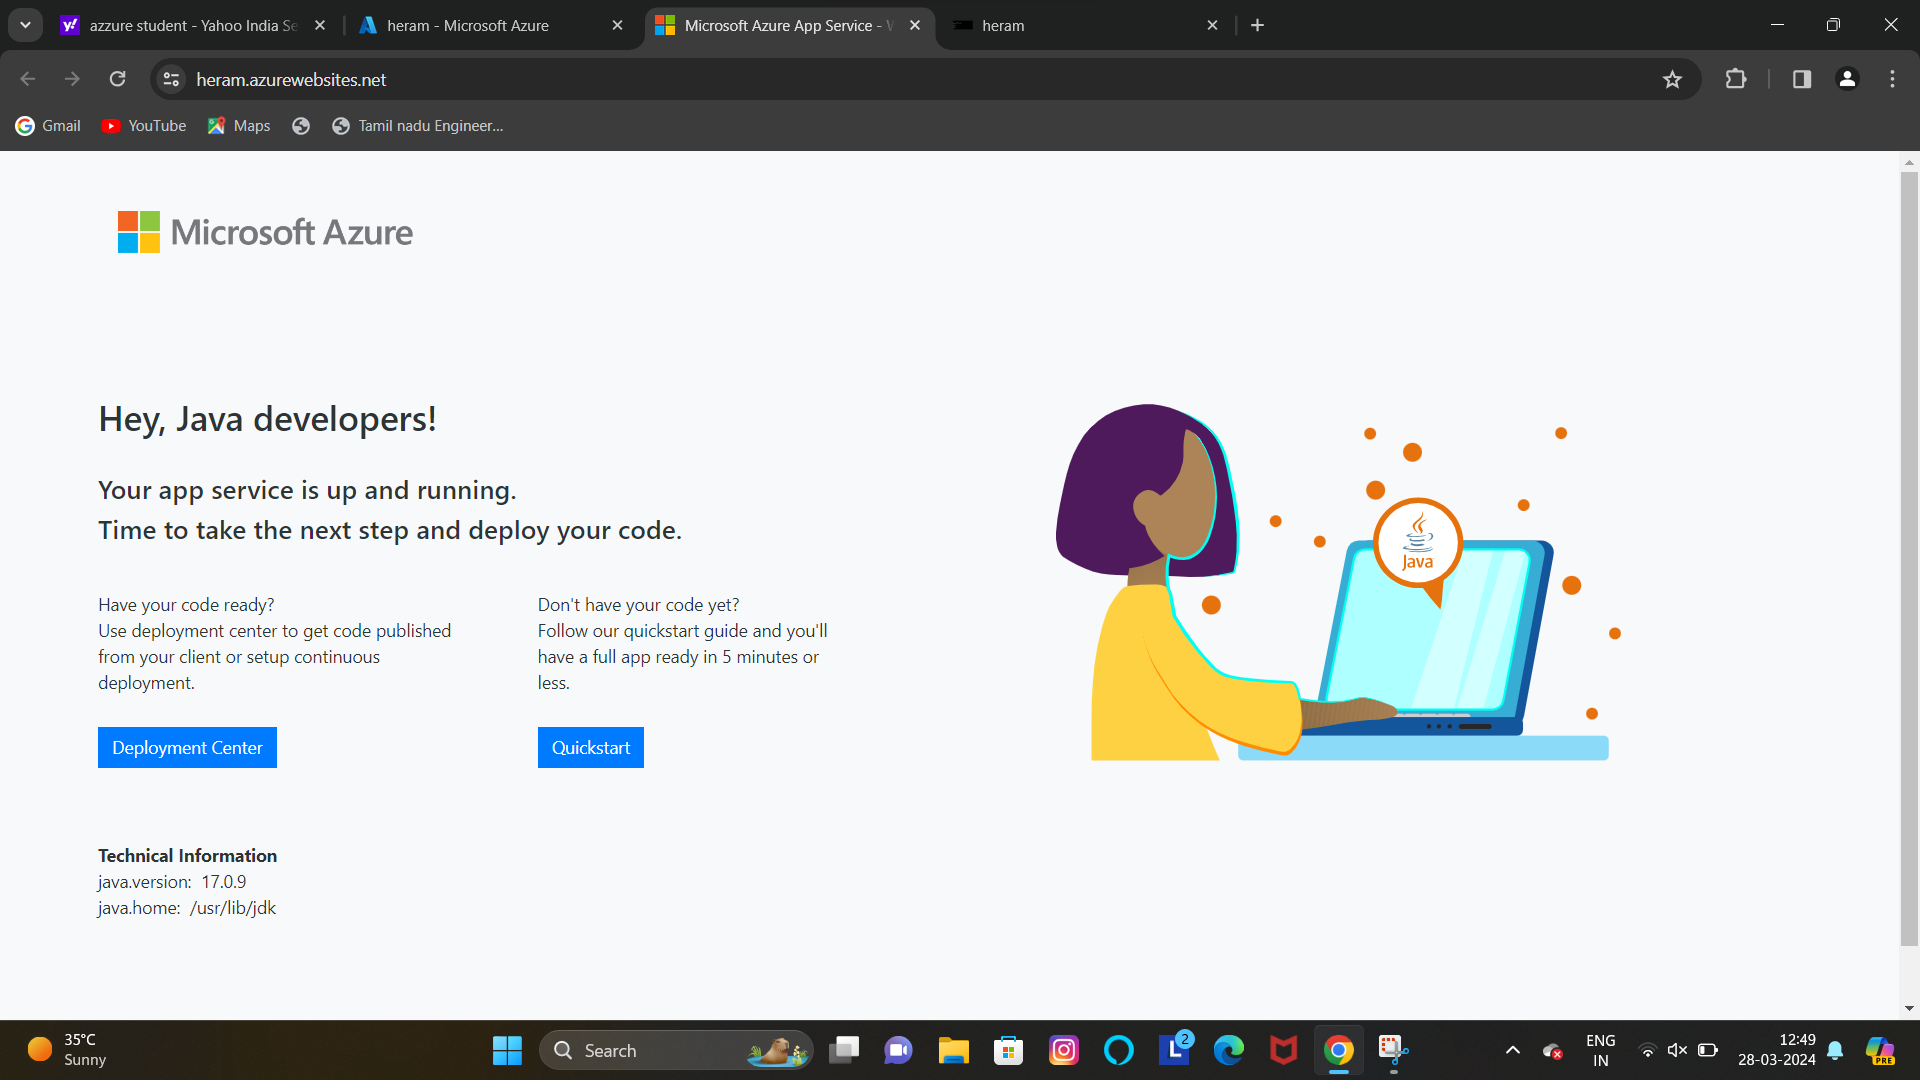 azzure student - Yahoo India Se
heram - Microsoft Azure
Microsoft Azure App Service -
heram
heram.azurewebsites.net
Gmail
YouTube
Maps
Tamil nadu Engineer...
Microsoft Azure
Hey, Java developers!
Your app service is up and running.
Time to take the next step and deploy your code.
Have your code ready?
Use deployment center to get code published
from your client or setup continuous
deployment.
Deployment Center
Don't have your code yet?
Follow our quickstart guide and you'll
have a full app ready in 5 minutes or
less.
Quickstart
Java
Technical Information
java.version: 17.0.9
java.home: /usr/lib/jdk
35°C
Sunny
Search
L
2
ENG
IN
12:49
28-03-2024
PRE